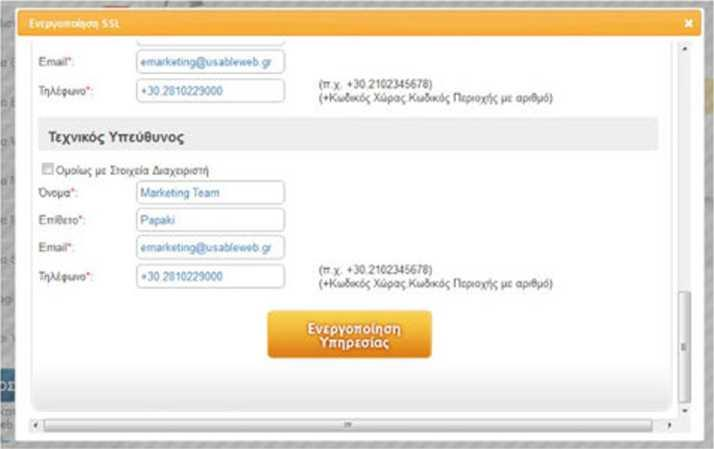 Ενεργοποίηση SSL
Email*: emarketing@usableweb.gr
Τηλέφωνο*: +30.2810229000 (π.χ. +30.2102345678)
(+Κωδικός Χώρας.Κωδικός Περιοχής με αριθμό)
Τεχνικός Υπεύθυνος
Ομοίως με Στοιχεία Διαχειριστή
Όνομα*: Marketing Team
Επίθετο*: Papaki
Email*: emarketing@usableweb.gr
Τηλέφωνο*: +30.2810229000 (π.χ. +30.2102345678)
(+Κωδικός Χώρας.Κωδικός Περιοχής με αριθμό)
Ενεργοποίηση
Υπηρεσίας